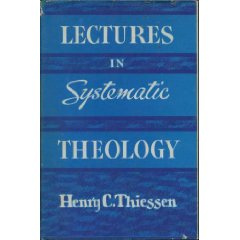 LECTURES
IN
Systematic
THEOLOGY
Henry C. Thiessen